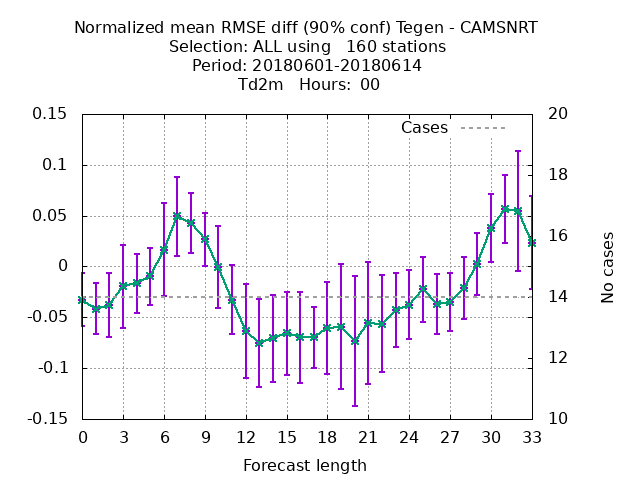 Normalized mean RMSE diff (90% conf) Tegen - CAMSNRT
Selection: ALL using   160 stations
Period: 20180601-20180614
Td2m   Hours:  00
0.15
0.1
0.05
0
-0.05
-0.1
-0.15
Cases
20
18
16
14
12
10
No cases
0 3 6 9 12 15 18 21 24 27 30 33
Forecast length